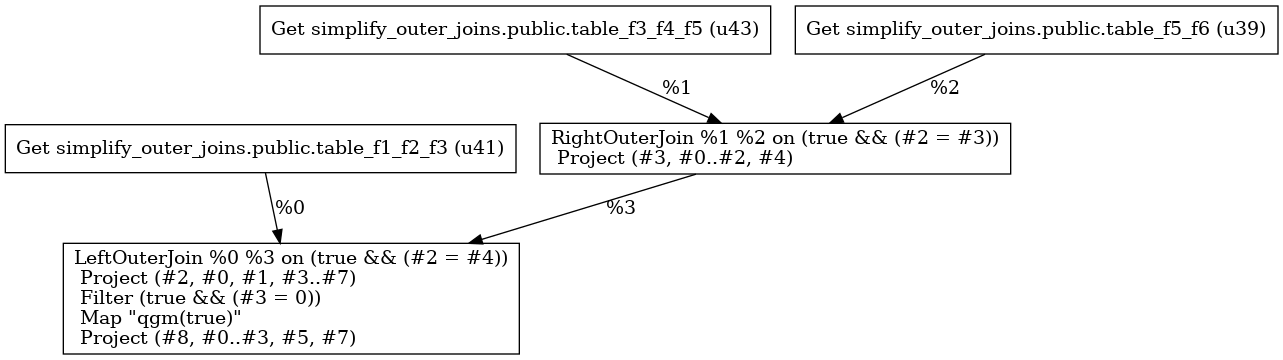 Get simplify_outer_joins.public.table_f3_f4_f5 (u43)
Get simplify_outer_joins.public.table_f5_f6 (u39)
%1
%2
Get simplify_outer_joins.public.table_f1_f2_f3 (u41)
RightOuterJoin %1 %2 on (true && (#2 = #3))
Project (#3, #0..#2, #4)
%0
%3
LeftOuterJoin %0 %3 on (true && (#2 = #4))
Project (#2, #0, #1, #3..#7)
Filter (true && (#3 = 0))
Map "qgm(true)"
Project (#8, #0..#3, #5, #7)